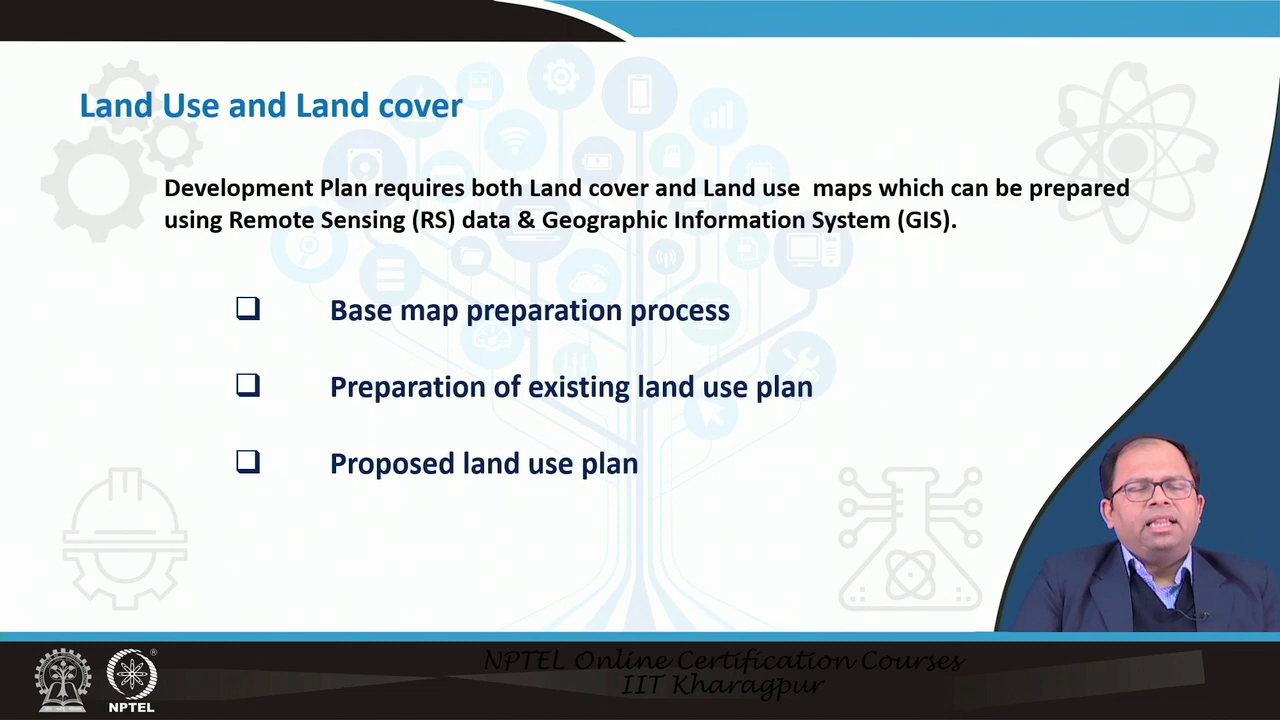 Land Use and Land cover
Development Plan requires both Land cover and Land use maps which can be prepared
using Remote Sensing (RS) data & Geographic Information System (GIS).
Base map preparation process
Preparation of existing land use plan
Proposed land use plan
NPTEL Online Certification Courses
IIT Kharagpur
NPTEL